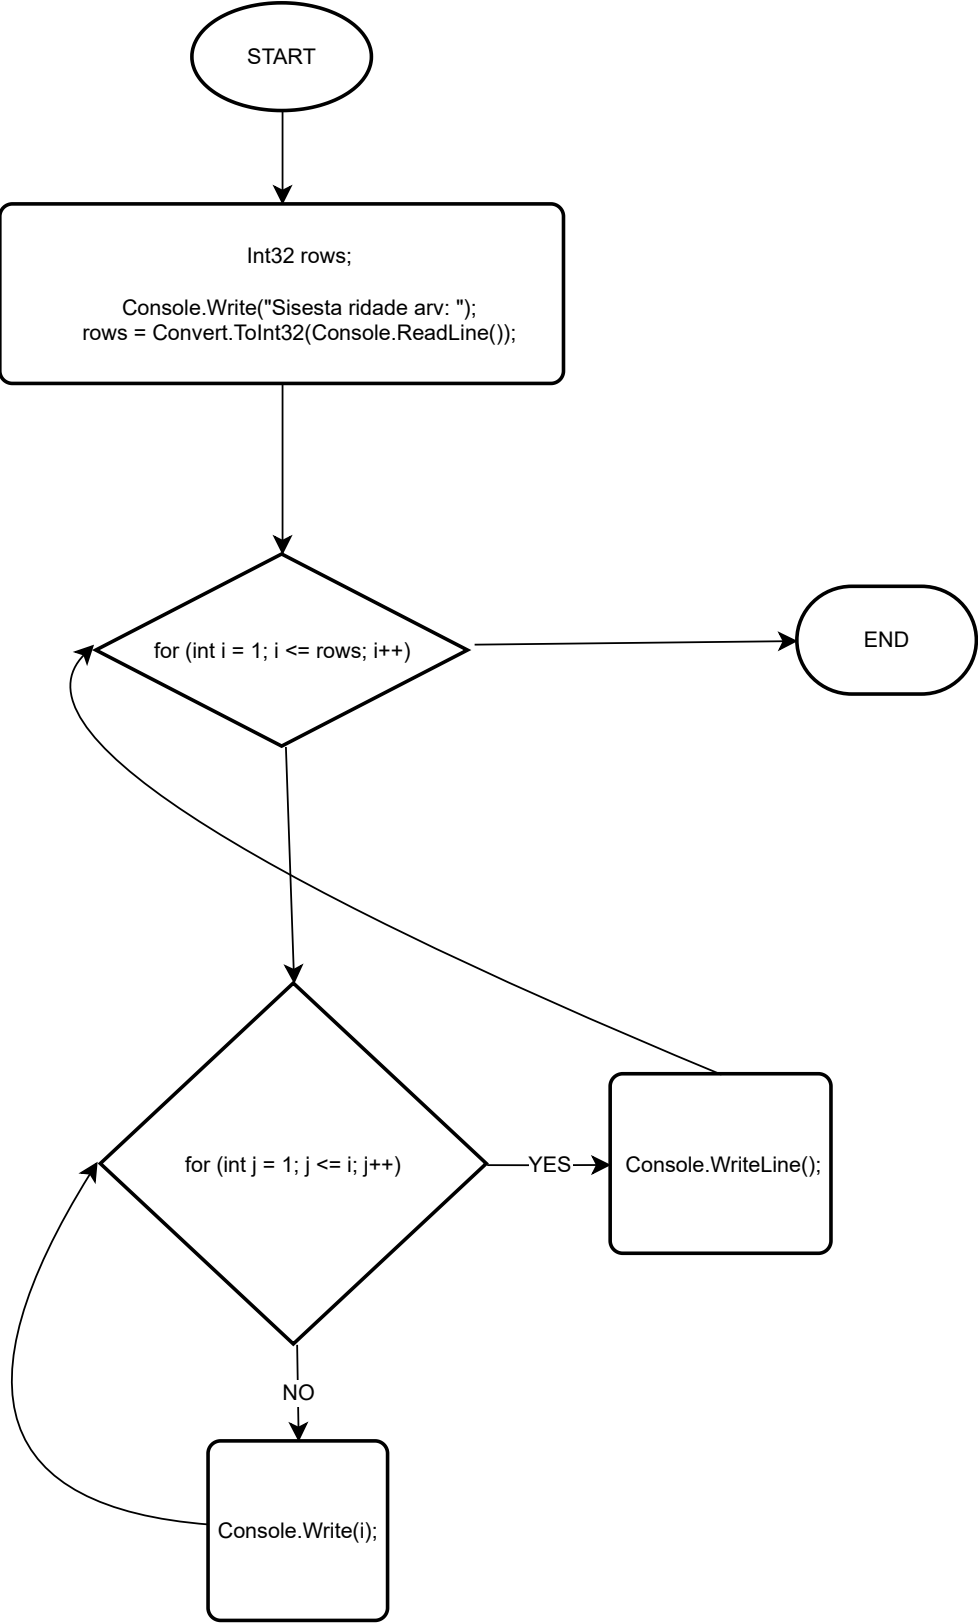 START
Int32 rows;
Console.Write("Sisesta ridade arv: ");
rows = Convert.ToInt32(Console.ReadLine());
for (int i = 1; i <= rows; i++)
END
for (int j = 1; j <= i; j++)
YES
Console.WriteLine();
NO
Console.Write(i);